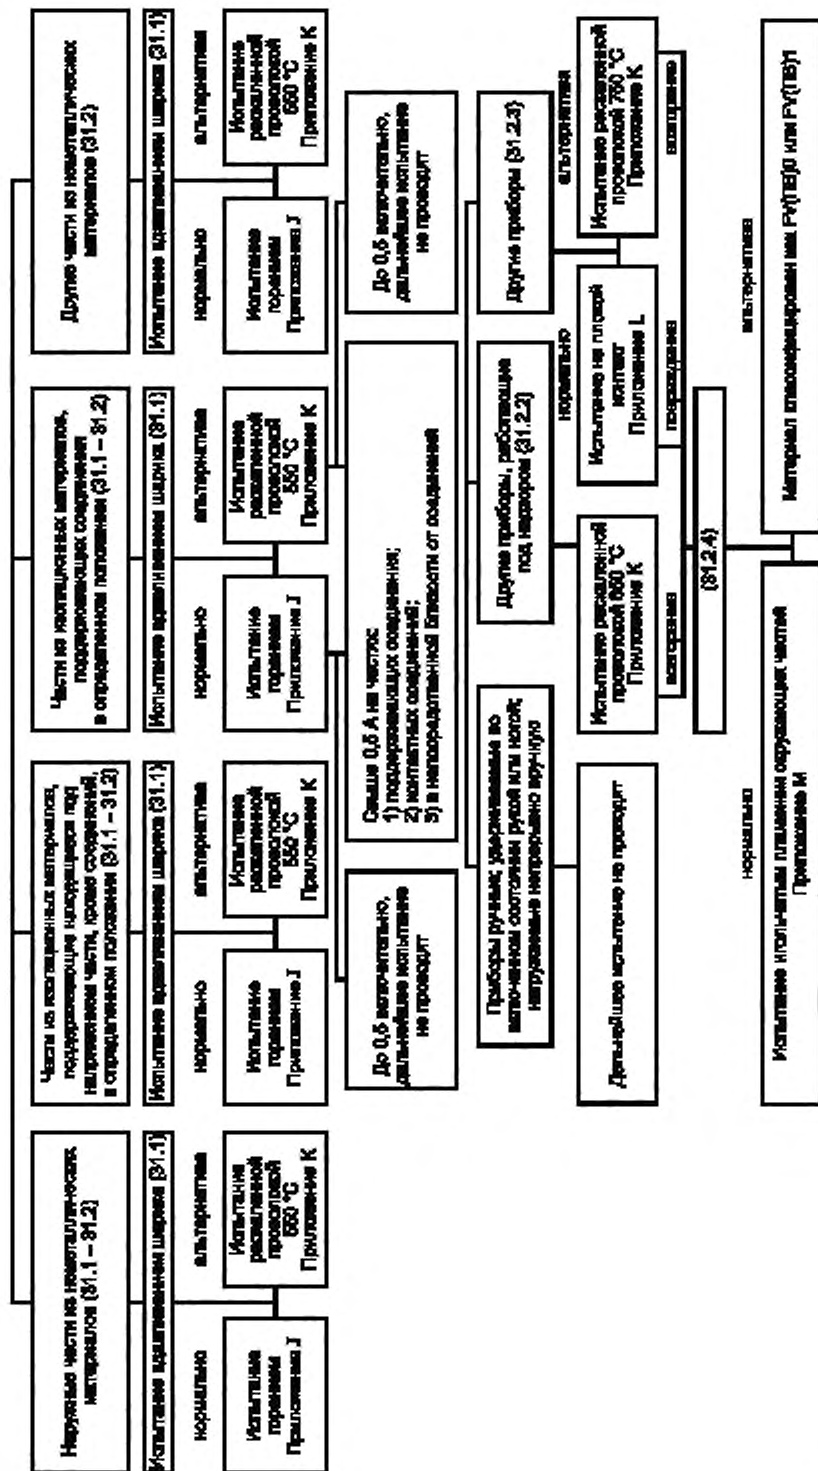 Наружные части из неметаллических
материалов (31.1 – 31.2)
Испытание вдавливанием шарика (31.1)
нормально
альтернатива
Испытание
горением
Приложение J
Испытание
раскаленной
проволокой
550 °C
Приложение K
Части из изоляционных материалов,
поддерживающие находящиеся под
напряжением части, кроме соединений,
в определенном положении (31.1 – 31.2)
Испытание вдавливанием шарика (31.1)
нормально
альтернатива
Испытание
горением
Приложение J
Испытание
раскаленной
проволокой
550 °C
Приложение K
Части из изоляционных материалов,
поддерживающих соединения
в определенном положении (31.1 – 31.2)
Испытание вдавливанием шарика (31.1)
нормально
альтернатива
Испытание
горением
Приложение J
Испытание
раскаленной
проволокой
550 °C
Приложение K
Другие части из неметаллических
материалов (31.2)
Испытание вдавливанием шарика (31.1)
нормально
альтернатива
Испытание
горением
Приложение J
Испытание
раскаленной
проволокой
550 °C
Приложение K
До 0,5 включительно,
дальнейшее испытание
не проводят
Свыше 0,5 А на частях:
1) поддерживающих соединения;
2) контактных соединений;
3) в непосредственной близости от соединений
До 0,5 включительно,
дальнейшее испытание
не проводят
Приборы ручные; удерживаемые во
включенном состоянии рукой или ногой;
нагружаемые непрерывно вручную
Другие приборы, работающие
под надзором (31.2.2)
Другие приборы (31.2.3)
нормально
альтернатива
Дальнейшее испытание не проводят
Испытание раскаленной
проволокой 650 °C
Приложение K
Испытание на плохой
контакт
Приложение L
Испытание раскаленной
проволокой 750 °C
Приложение K
возгорание
повреждение
возгорание
(31.2.4)
нормально
альтернатива
Испытание игольчатым пламенем окружающих частей
Приложение M
Материал классифицирован как FV(ПВ)0 или FV(ПВ)1